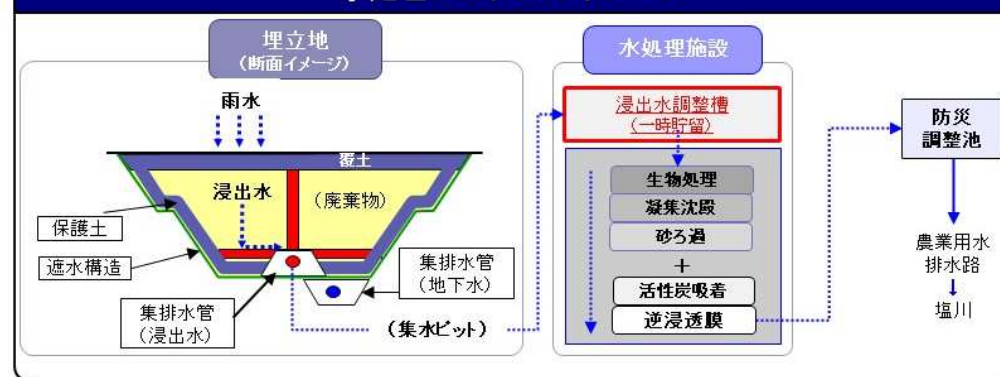 埋立地
(断面イメージ)
雨水
覆土
浸出水
(廃棄物)
保護土
遮水構造
集排水管
(浸出水)
集排水管
(地下水)
(集水ピット)
水処理施設
浸出水調整槽
(一時貯留)
生物処理
凝集沈殿
砂ろ過
+
活性炭吸着
逆浸透膜
防災
調整池
農業用水
排水路
塩川